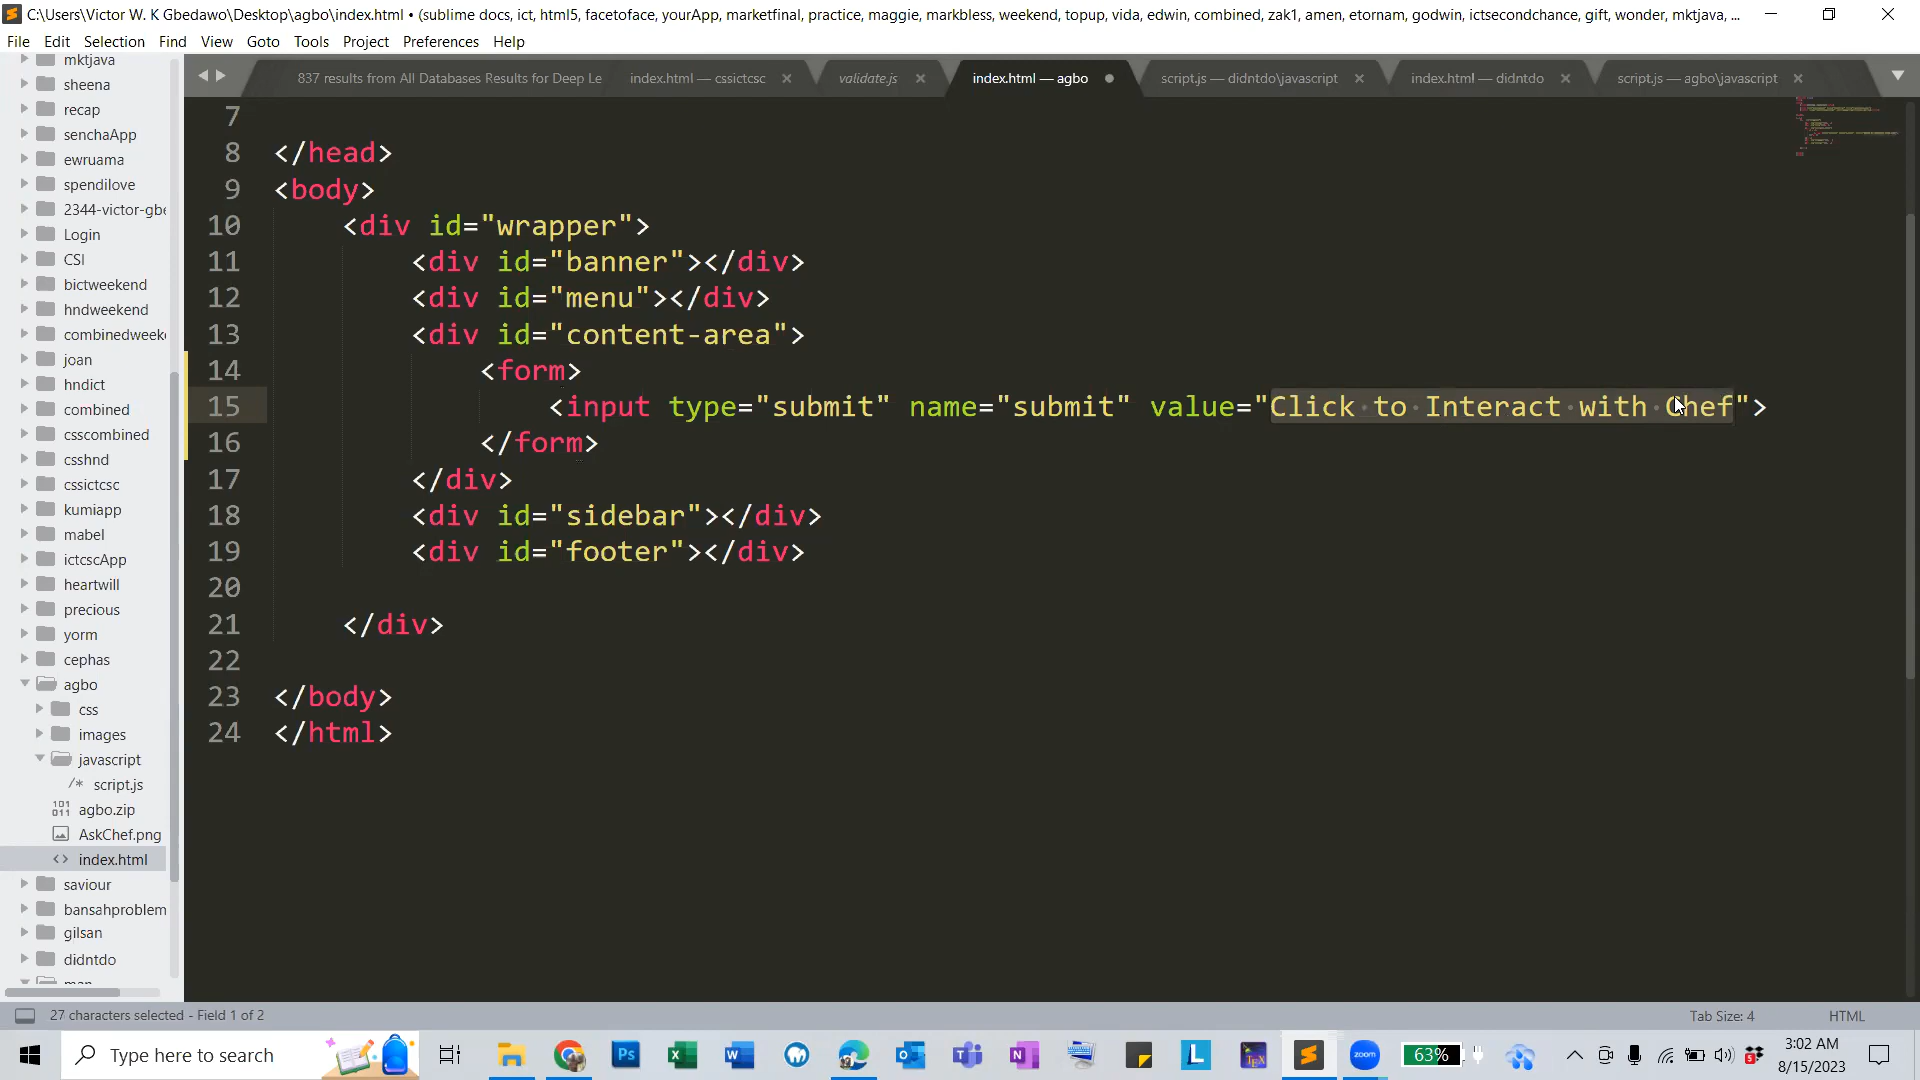 C:\Users\Victor W. K Gbedawo\Desktop\agbo\index.html • (sublime docs, ict, html5, facetoface, yourApp, marketfinal, practice, maggie, markbless, weekend, topup, vida, edwin, combined, zak1, amen, etornam, godwin, ictsecondchance, gift, wonder, mktjava, ...
File Edit Selection Find View Goto Tools Project Preferences Help
837 results from All Databases Results for Deep Le
index.html — cssictcsc
validate.js
index.html — agbo
script.js — didntdo\javascript
index.html — didntdo
script.js — agbo\javascript
mktjava
sheena
recap
senchaApp
ewruama
spendilove
2344-victor-gbe
Login
CSI
bictweekend
hndweekend
combinedweeke
joan
hndict
combined
csscombined
csshnd
cssictcsc
kumiapp
mabel
ictcscApp
heartwill
precious
yorm
cephas
agbo
css
images
javascript
/* script.js
agbo.zip
AskChef.png
<> index.html
saviour
bansahproblem
gilsan
didntdo
7
8 </head>
9 <body>
10 <div id="wrapper">
11 <div id="banner"></div>
12 <div id="menu"></div>
13 <div id="content-area">
14 <form>
15 <input type="submit" name="submit" value="Click to Interact with Chef">
16 </form>
17 </div>
18 <div id="sidebar"></div>
19 <div id="footer"></div>
20
21 </div>
22
23 </body>
24 </html>
27 characters selected - Field 1 of 2
Tab Size: 4
HTML
Type here to search
63%
3:02 AM
8/15/2023